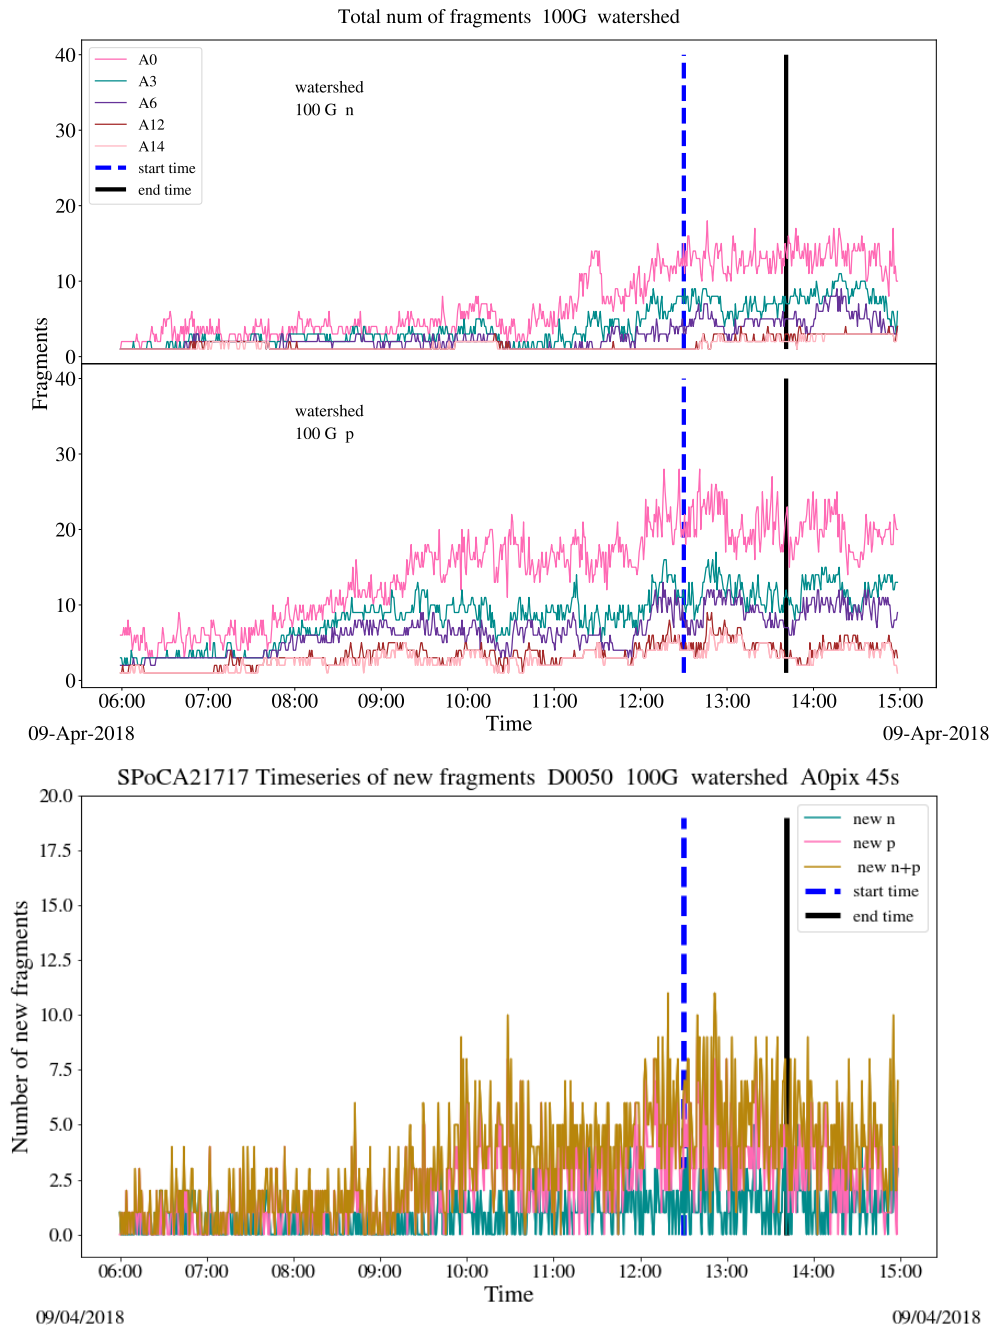 Total num of fragments 100G watershed
40
30
20
10
0
A0
A3
A6
A12
A14
start time
end time
watershed
100 G n
Fragments
40
30
20
10
0
watershed
100 G p
06:00 07:00 08:00 09:00 10:00 11:00 12:00 13:00 14:00 15:00
Time
09-Apr-2018 09-Apr-2018
SPoCA21717 Timeseries of new fragments D0050 100G watershed A0pix 45s
20.0
17.5
15.0
12.5
10.0
7.5
5.0
2.5
0.0
Number of new fragments
new n
new p
new n+p
start time
end time
06:00 07:00 08:00 09:00 10:00 11:00 12:00 13:00 14:00 15:00
Time
09/04/2018 09/04/2018